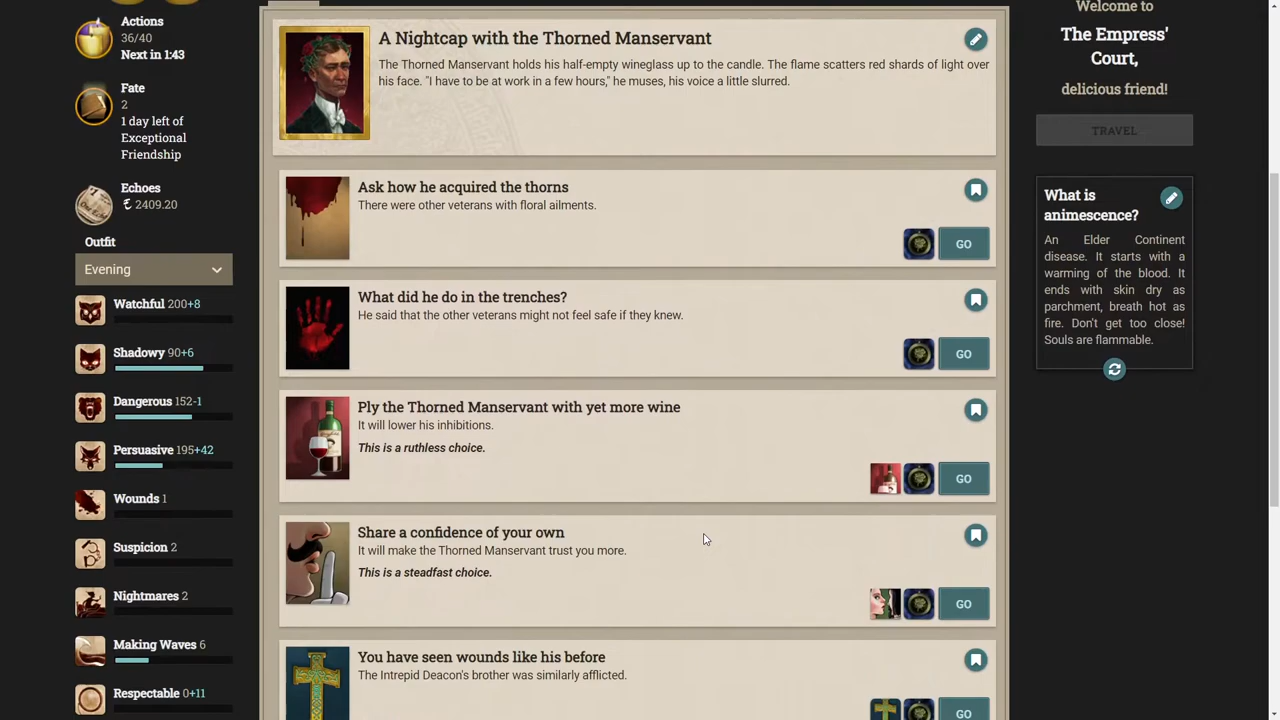 Actions
36/40
Next in 1:43
Fate
2
1 day left of
Exceptional
Friendship
Echoes
2409.20
Outfit
Evening
Watchful 200+8
Shadowy 90+6
Dangerous 152-1
Persuasive 195+42
Wounds 1
Suspicion 2
Nightmares 2
Making Waves 6
Respectable 0+11
A Nightcap with the Thorned Manservant
The Thorned Manservant holds his half-empty wineglass up to the candle. The flame scatters red shards of light over
his face. "I have to be at work in a few hours," he muses, his voice a little slurred.
Ask how he acquired the thorns
There were other veterans with floral ailments.
GO
What did he do in the trenches?
He said that the other veterans might not feel safe if they knew.
GO
Ply the Thorned Manservant with yet more wine
It will lower his inhibitions.
This is a ruthless choice.
GO
Share a confidence of your own
It will make the Thorned Manservant trust you more.
This is a steadfast choice.
GO
You have seen wounds like his before
The Intrepid Deacon's brother was similarly afflicted.
GO
Welcome to
The Empress'
Court,
delicious friend!
TRAVEL
What is
animescence?
An Elder Continent
disease. It starts with a
warming of the blood. It
ends with skin dry as
parchment, breath hot as
fire. Don't get too close!
Souls are flammable.